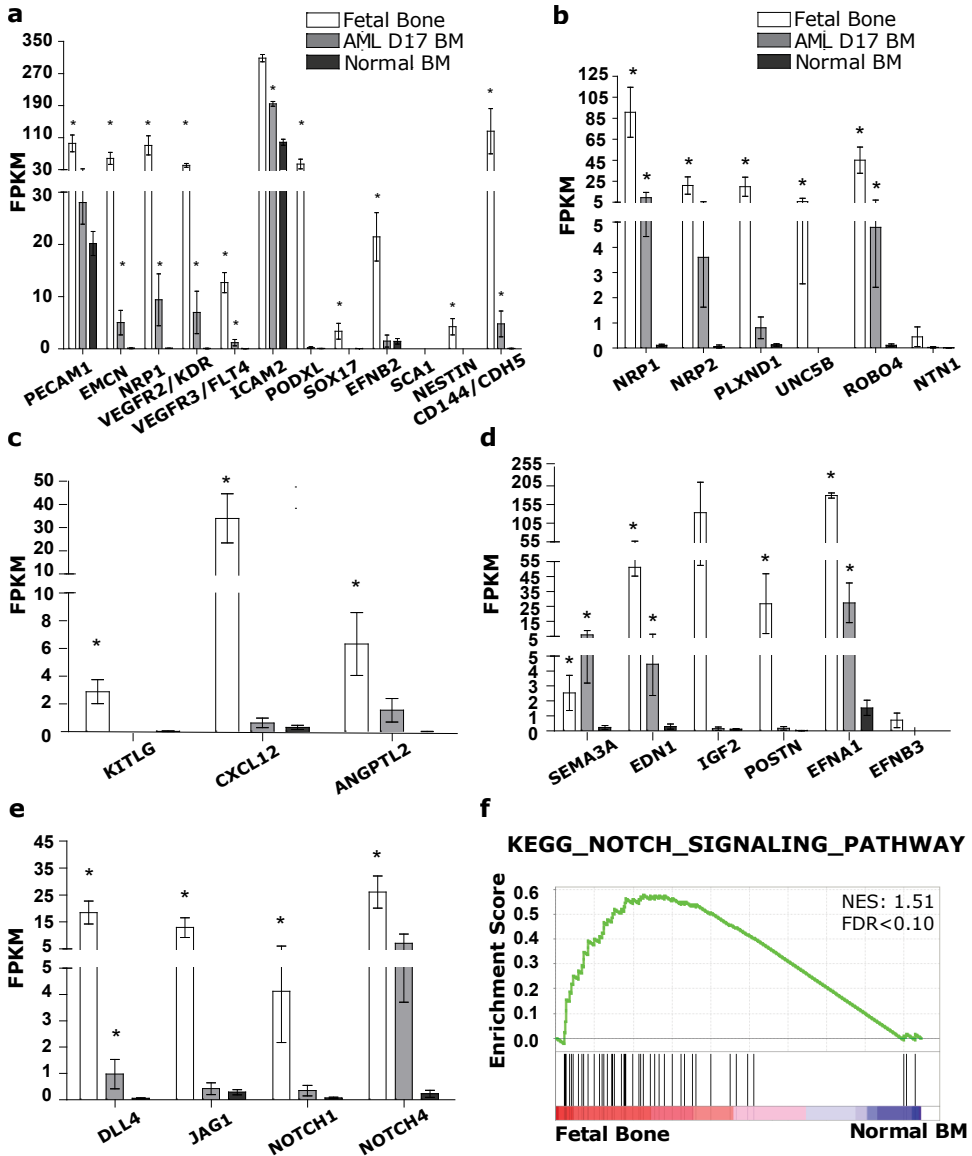 a
Fetal Bone
AML D17 BM
Normal BM
FPKM
350
270
190
110
30
30
20
10
0
* * * * * * * * * * * * * * * *
PECAM1
EMCN
NRP1
VEGFR2/KDR
VEGFR3/FLT4
ICAM2
PODXL
SOX17
EFNB2
SCA1
NESTIN
CD144/CDH5
b
Fetal Bone
AML D17 BM
Normal BM
FPKM
125
105
85
65
45
25
5
5
4
3
2
1
0
* * * * * * *
NRP1
NRP2
PLXND1
UNC5B
ROBO4
NTN1
c
FPKM
50
40
30
20
10
10
8
6
4
2
0
* * *
KITLG
CXCL12
ANGPTL2
d
FPKM
255
205
155
105
55
55
45
35
25
15
5
5
4
3
2
1
0
* * * * * * *
SEMA3A
EDN1
IGF2
POSTN
EFNA1
EFNB3
e
FPKM
45
35
25
15
5
5
4
3
2
1
0
* * * * *
DLL4
JAG1
NOTCH1
NOTCH4
f
KEGG_NOTCH_SIGNALING_PATHWAY
Enrichment Score
0.6
0.5
0.4
0.3
0.2
0.1
0.0
NES: 1.51
FDR<0.10
Fetal Bone
Normal BM